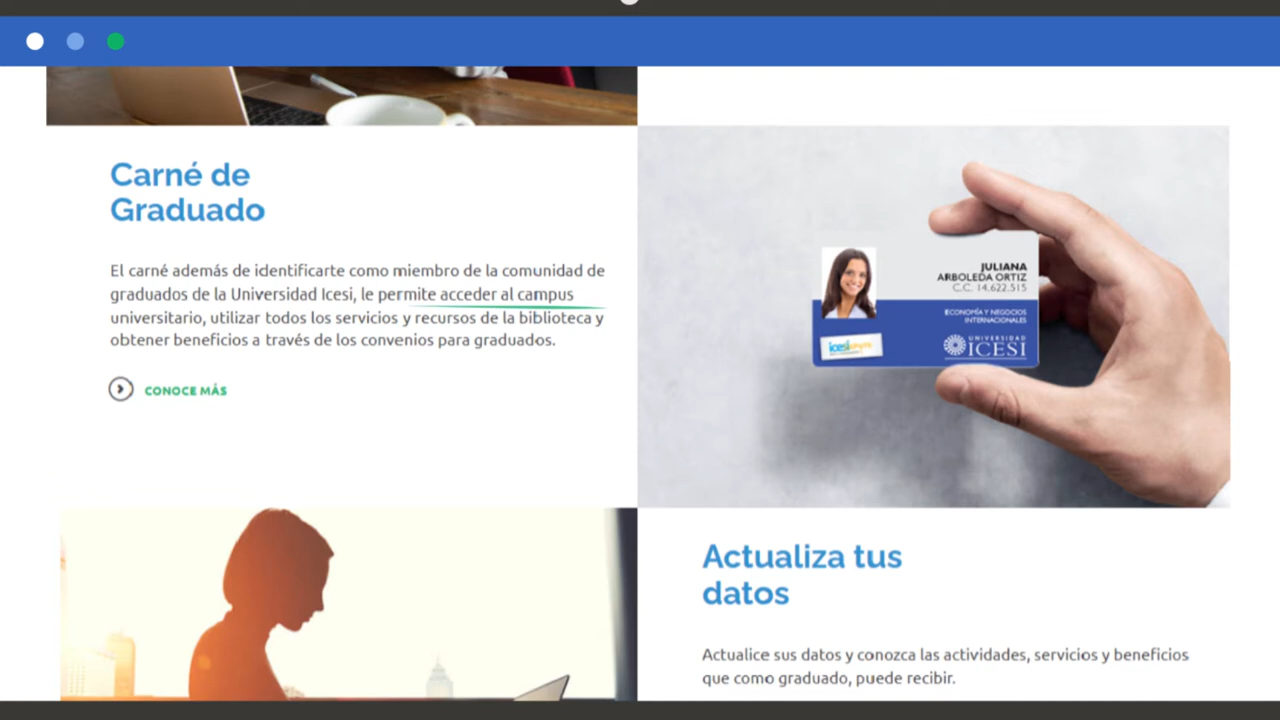 Carné de
Graduado
El carné además de identificarte como miembro de la comunidad de
graduados de la Universidad Icesi, le permite acceder al campus
universitario, utilizar todos los servicios y recursos de la biblioteca y
obtener beneficios a través de los convenios para graduados.
CONOCE MÁS
JULIANA
ARBOLEDA ORTIZ
C.C. 14.622.515
ECONOMÍA Y NEGOCIOS
INTERNACIONALES
icesi
UNIVERSIDAD
ICESI
Actualiza tus
datos
Actualice sus datos y conozca las actividades, servicios y beneficios
que como graduado, puede recibir.